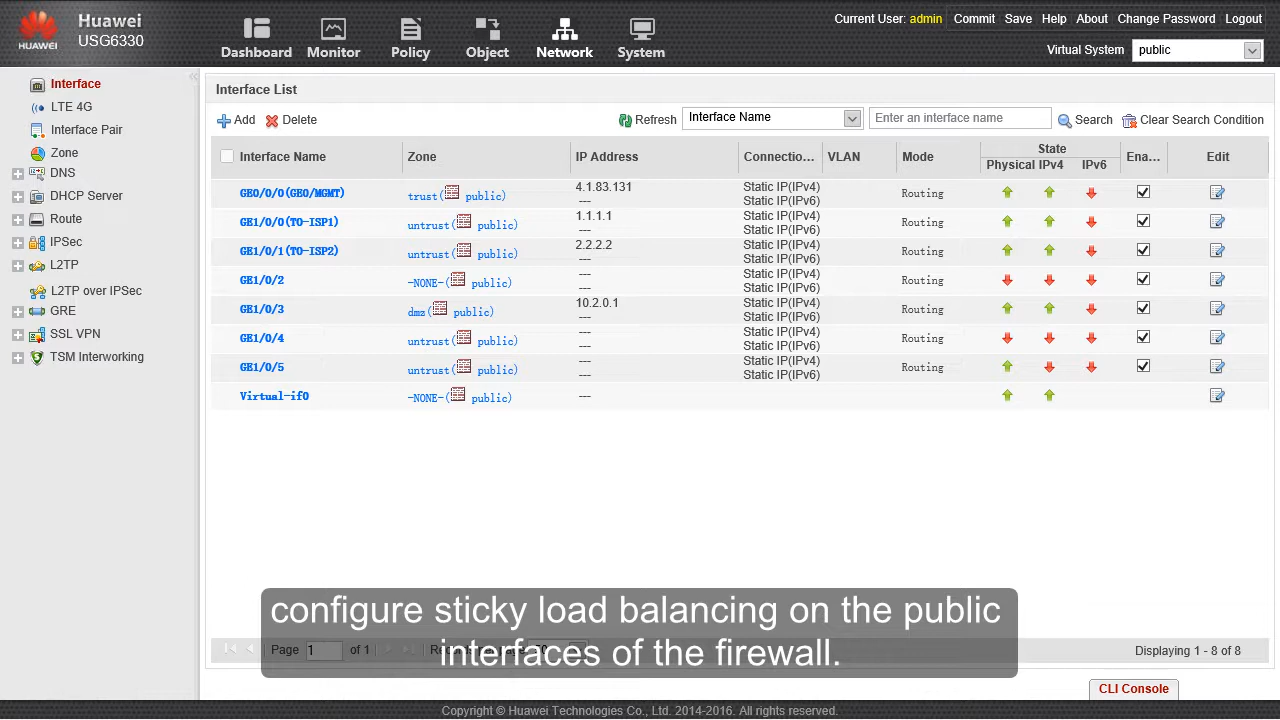 HUAWEI
Huawei
USG6330
Dashboard
Monitor
Policy
Object
Network
System
Current User: admin Commit Save Help About Change Password Logout
Virtual System public
Interface
LTE 4G
Interface Pair
Zone
DNS
DHCP Server
Route
IPSec
L2TP
L2TP over IPSec
GRE
SSL VPN
TSM Interworking
Interface List
Add Delete Refresh Interface Name Enter an interface name Search Clear Search Condition
Interface Name Zone IP Address Connectio... VLAN Mode State Physical IPv4 IPv6 Ena... Edit
GE0/0/0(GE0/MGMT) trust( public) 4.1.83.131 Static IP(IPv4) Routing
--- Static IP(IPv6)
GE1/0/0(TO-ISP1) untrust( public) 1.1.1.1 Static IP(IPv4) Routing
--- Static IP(IPv6)
GE1/0/1(TO-ISP2) untrust( public) 2.2.2.2 Static IP(IPv4) Routing
--- Static IP(IPv6)
GE1/0/2 -NONE-( public) --- Static IP(IPv4) Routing
--- Static IP(IPv6)
GE1/0/3 dmz( public) 10.2.0.1 Static IP(IPv4) Routing
--- Static IP(IPv6)
GE1/0/4 untrust( public) --- Static IP(IPv4) Routing
--- Static IP(IPv6)
GE1/0/5 untrust( public) --- Static IP(IPv4) Routing
--- Static IP(IPv6)
Virtual-if0 -NONE-( public) ---
configure sticky load balancing on the public
interfaces of the firewall.
Page 1 of 1
Displaying 1 - 8 of 8
CLI Console
Copyright © Huawei Technologies Co., Ltd. 2014-2016. All rights reserved.